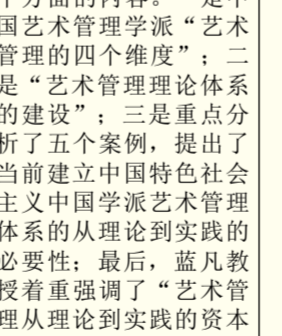 个方面的内容。一是中
国艺术管理学派“艺术
管理的四个维度”；二
是“艺术管理理论体系
的建设”；三是重点分
析了五个案例，提出了
当前建立中国特色社会
主义中国学派艺术管理
体系的从理论到实践的
必要性；最后，蓝凡教
授着重强调了“艺术管
理从理论到实践的资本